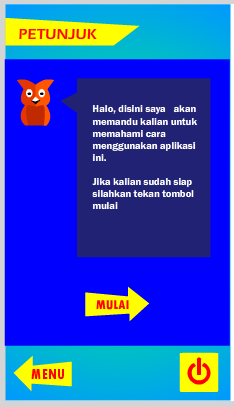 PETUNJUK
Halo, disini saya akan
memandu kalian untuk
memahami cara
menggunakan aplikasi
ini.
Jika kalian sudah siap
silahkan tekan tombol
mulai
MULAI
MENU